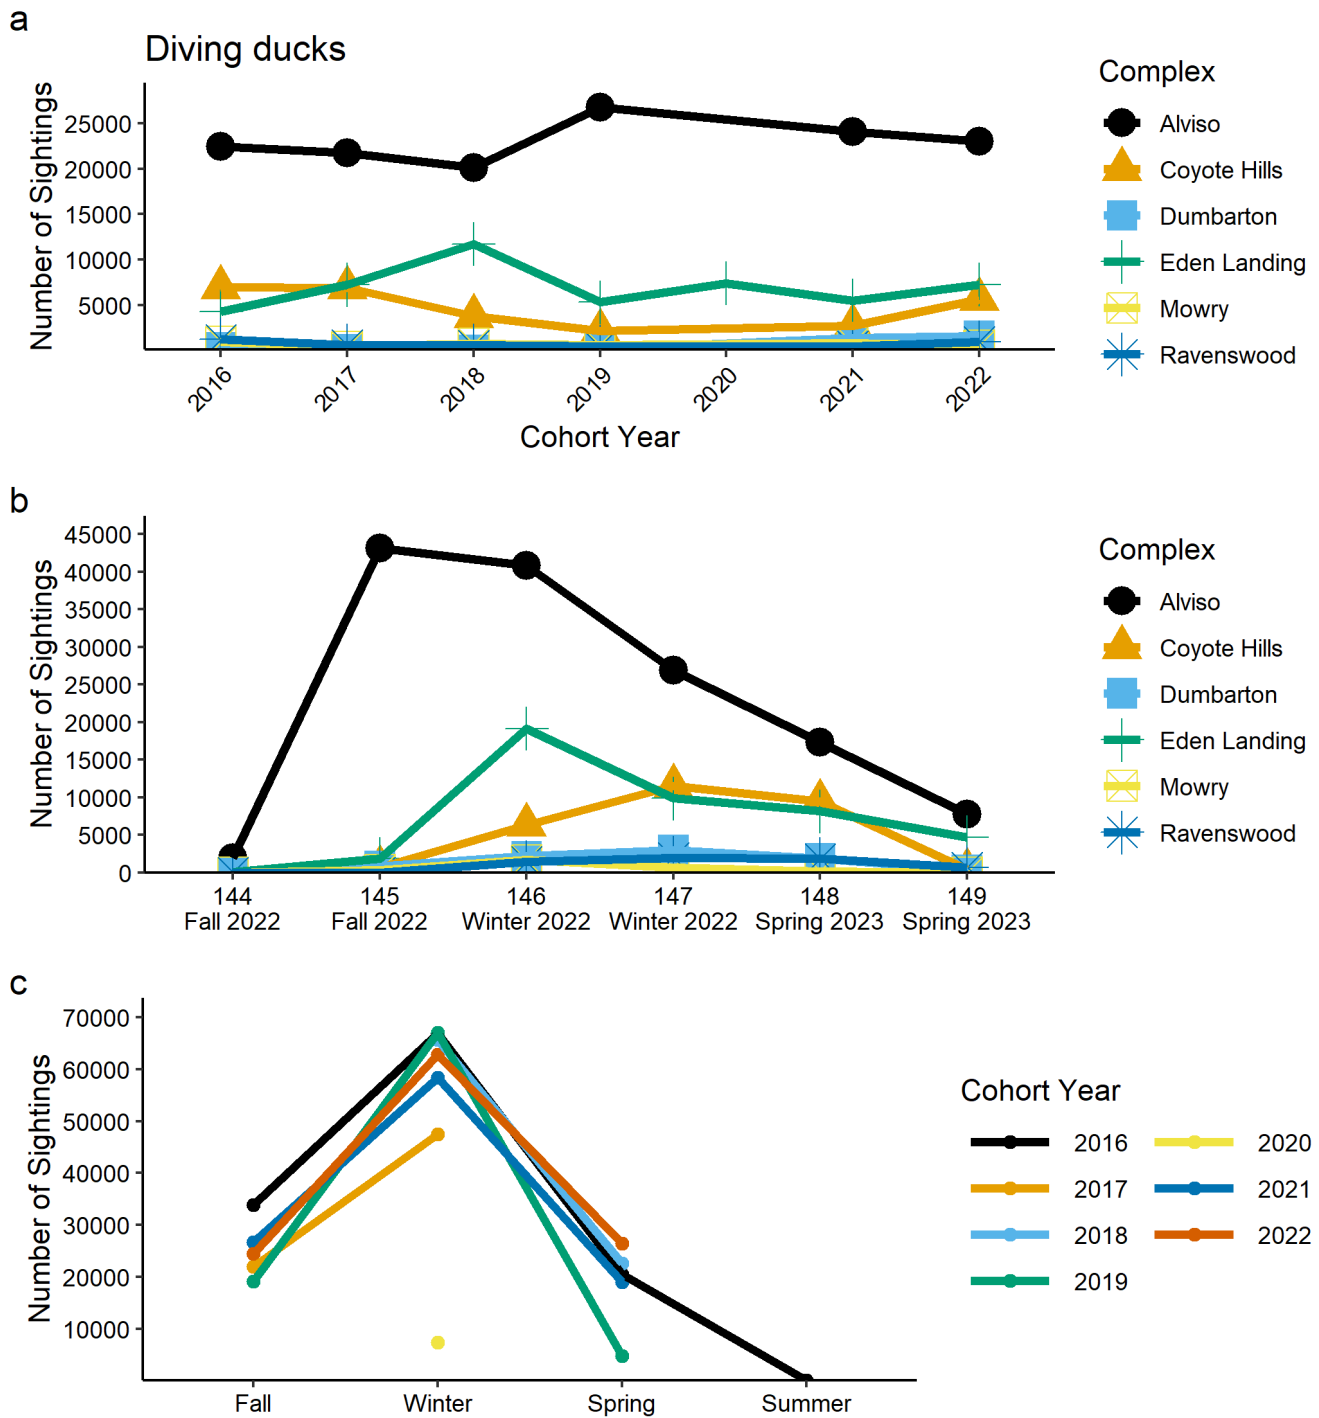 a
Diving ducks
Number of Sightings
25000
20000
15000
10000
5000
2016
2017
2018
2019
2020
2021
2022
Cohort Year
Complex
Alviso
Coyote Hills
Dumbarton
Eden Landing
Mowry
Ravenswood
b
Number of Sightings
45000
40000
35000
30000
25000
20000
15000
10000
5000
0
144
Fall 2022
145
Fall 2022
146
Winter 2022
147
Winter 2022
148
Spring 2023
149
Spring 2023
Complex
Alviso
Coyote Hills
Dumbarton
Eden Landing
Mowry
Ravenswood
c
Number of Sightings
70000
60000
50000
40000
30000
20000
10000
Fall
Winter
Spring
Summer
Cohort Year
2016
2017
2018
2019
2020
2021
2022